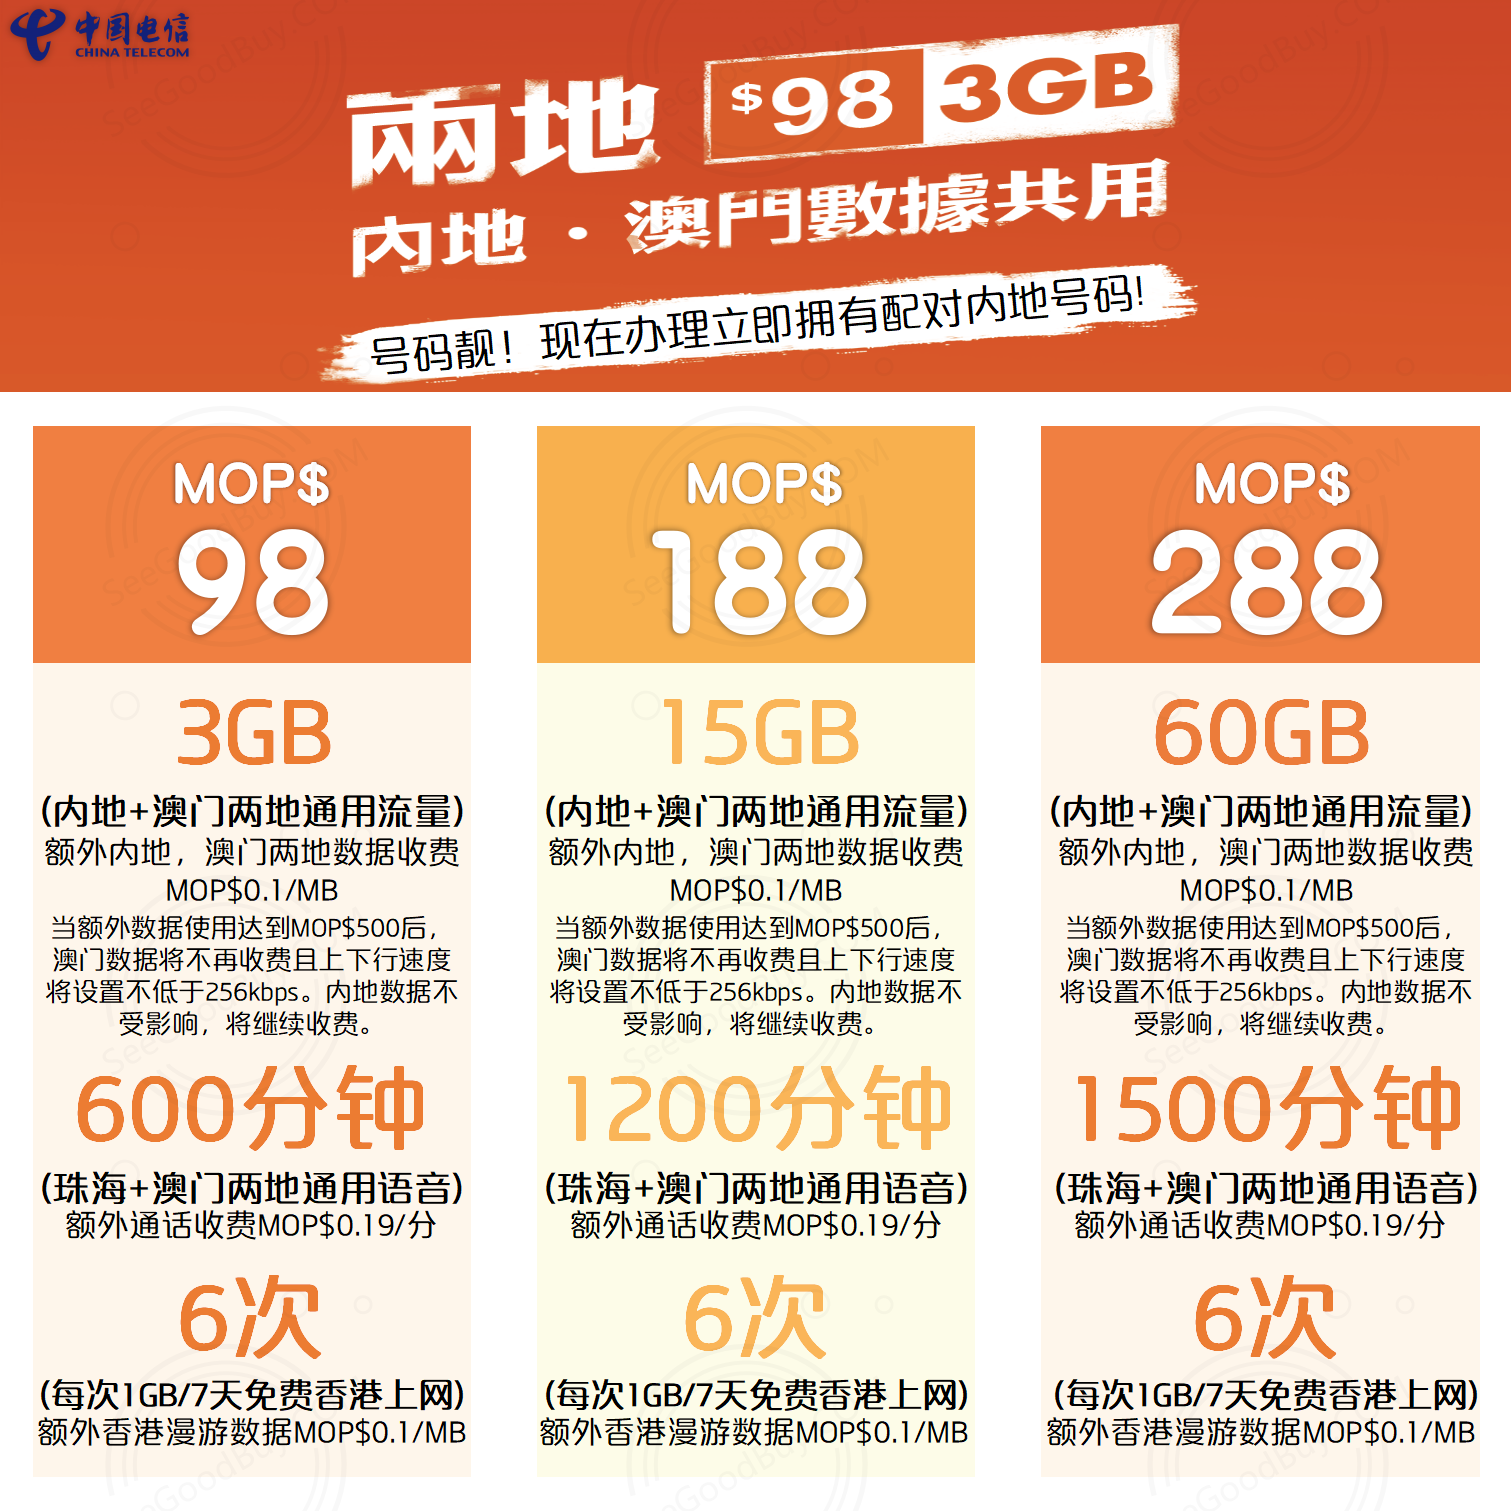 中国电信
CHINA TELECOM
兩地 $98 3GB
內地·澳門數據共用
号码靓！现在办理立即拥有配对内地号码!
MOP$
98
3GB
(内地+澳门两地通用流量)
额外内地，澳门两地数据收费
MOP$0.1/MB
当额外数据使用达到MOP$500后，
澳门数据将不再收费且上下行速度
将设置不低于256kbps。内地数据不
受影响，将继续收费。
600分钟
(珠海+澳门两地通用语音)
额外通话收费MOP$0.19/分
6次
(每次1GB/7天免费香港上网)
额外香港漫游数据MOP$0.1/MB
MOP$
188
15GB
(内地+澳门两地通用流量)
额外内地，澳门两地数据收费
MOP$0.1/MB
当额外数据使用达到MOP$500后，
澳门数据将不再收费且上下行速度
将设置不低于256kbps。内地数据不
受影响，将继续收费。
1200分钟
(珠海+澳门两地通用语音)
额外通话收费MOP$0.19/分
6次
(每次1GB/7天免费香港上网)
额外香港漫游数据MOP$0.1/MB
MOP$
288
60GB
(内地+澳门两地通用流量)
额外内地，澳门两地数据收费
MOP$0.1/MB
当额外数据使用达到MOP$500后，
澳门数据将不再收费且上下行速度
将设置不低于256kbps。内地数据不
受影响，将继续收费。
1500分钟
(珠海+澳门两地通用语音)
额外通话收费MOP$0.19/分
6次
(每次1GB/7天免费香港上网)
额外香港漫游数据MOP$0.1/MB
SeeGoodBuy.COM